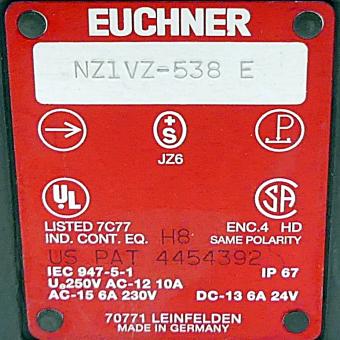 EUCHNER
NZ1VZ-538 E
S
P
JZ6
UL
SA
LISTED 7C77
ENC.4 HD
IND. CONT. EQ. H8 SAME POLARITY
US PAT 4454392
IEC 947-5-1 IP 67
Ue250V AC-12 10A
AC-15 6A 230V DC-13 6A 24V
70771 LEINFELDEN
MADE IN GERMANY